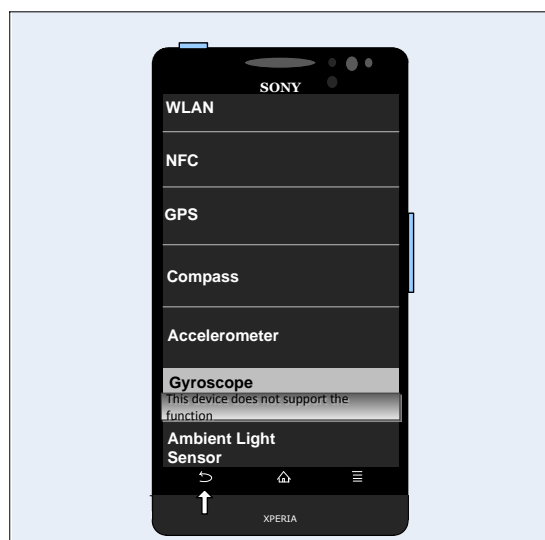 SONY
WLAN
NFC
GPS
Compass
Accelerometer
Gyroscope
This device does not support the
function
Ambient Light
Sensor
XPERIA